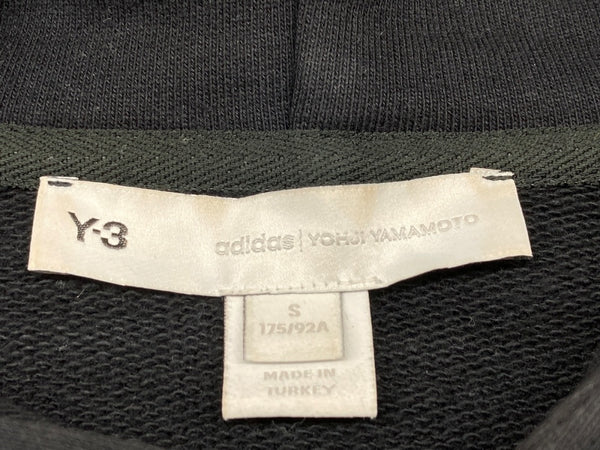 Y-3 adidas | YOHJI YAMAMOTO
S
175/92A
MADE IN
TURKEY